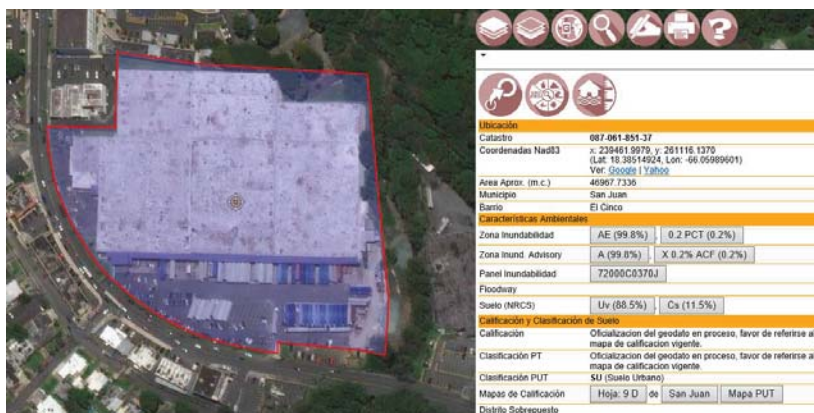 Ubicación
Catastro 087-061-851-37
Coordenadas Nad83 x: 239461.9979, y: 261116.1370
(Lat: 18.38514924, Lon: -66.05989601)
Ver: Google | Yahoo
Area Aprox. (m.c.) 46967.7336
Municipio San Juan
Barrio El Cinco
Características Ambientales
Zona Inundabilidad AE (99.8%) , 0.2 PCT (0.2%)
Zona Inund. Advisory A (99.8%) , X 0.2% ACF (0.2%)
Panel Inundabilidad 72000C0370J
Floodway
Suelo (NRCS) Uv (88.5%) , Cs (11.5%)
Calificación y Clasificación de Suelo
Calificación Oficializacion del geodato en proceso, favor de referirse al
mapa de calificacion vigente.
Clasificación PT Oficializacion del geodato en proceso, favor de referirse al
mapa de calificacion vigente.
Clasificación PUT SU (Suelo Urbano)
Mapas de Calificación Hoja: 9 D de San Juan Mapa PUT
Distrito Sobrepuesto